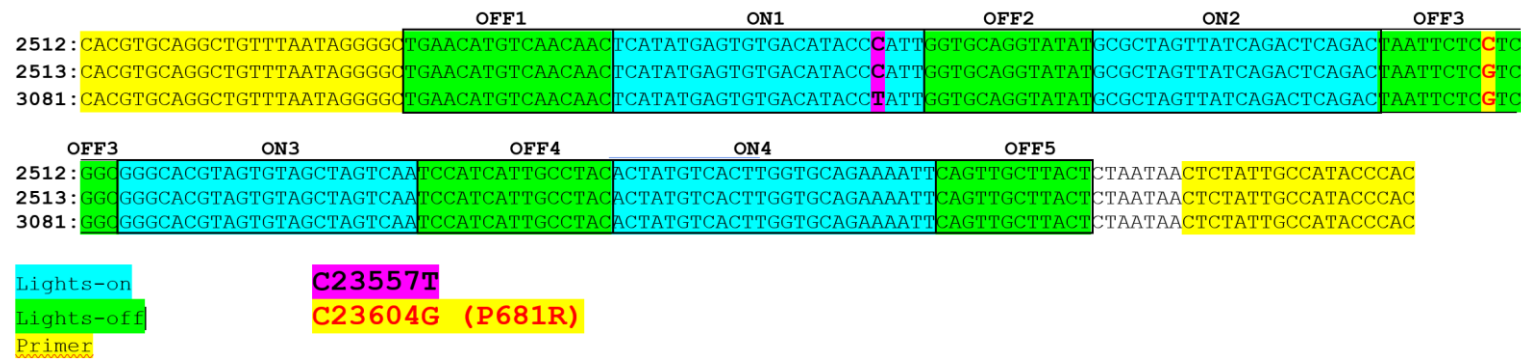 OFF1 ON1 OFF2 ON2 OFF3
2512:CACGTGCAGGCTGTTTAATAGGGGCTGAACATGTCAACAACTCATATGAGTGTGACATACCCATTGGTGCAGGTATATGCGCTAGTTATCAGACTCAGACTAATTCTCCTC
2513:CACGTGCAGGCTGTTTAATAGGGGCTGAACATGTCAACAACTCATATGAGTGTGACATACCCATTGGTGCAGGTATATGCGCTAGTTATCAGACTCAGACTAATTCTCGTC
3081:CACGTGCAGGCTGTTTAATAGGGGCTGAACATGTCAACAACTCATATGAGTGTGACATACCTATTGGTGCAGGTATATGCGCTAGTTATCAGACTCAGACTAATTCTCGTC
OFF3 ON3 OFF4 ON4 OFF5
2512:GGCGGGCACGTAGTGTAGCTAGTCAATCCATCATTGCCTACACTATGTCACTTGGTGCAGAAAATTCAGTTGCTTACTCTAATAACTCTATTGCCATACCCAC
2513:GGCGGGCACGTAGTGTAGCTAGTCAATCCATCATTGCCTACACTATGTCACTTGGTGCAGAAAATTCAGTTGCTTACTCTAATAACTCTATTGCCATACCCAC
3081:GGCGGGCACGTAGTGTAGCTAGTCAATCCATCATTGCCTACACTATGTCACTTGGTGCAGAAAATTCAGTTGCTTACTCTAATAACTCTATTGCCATACCCAC
Lights-on C23557T
Lights-off C23604G (P681R)
Primer